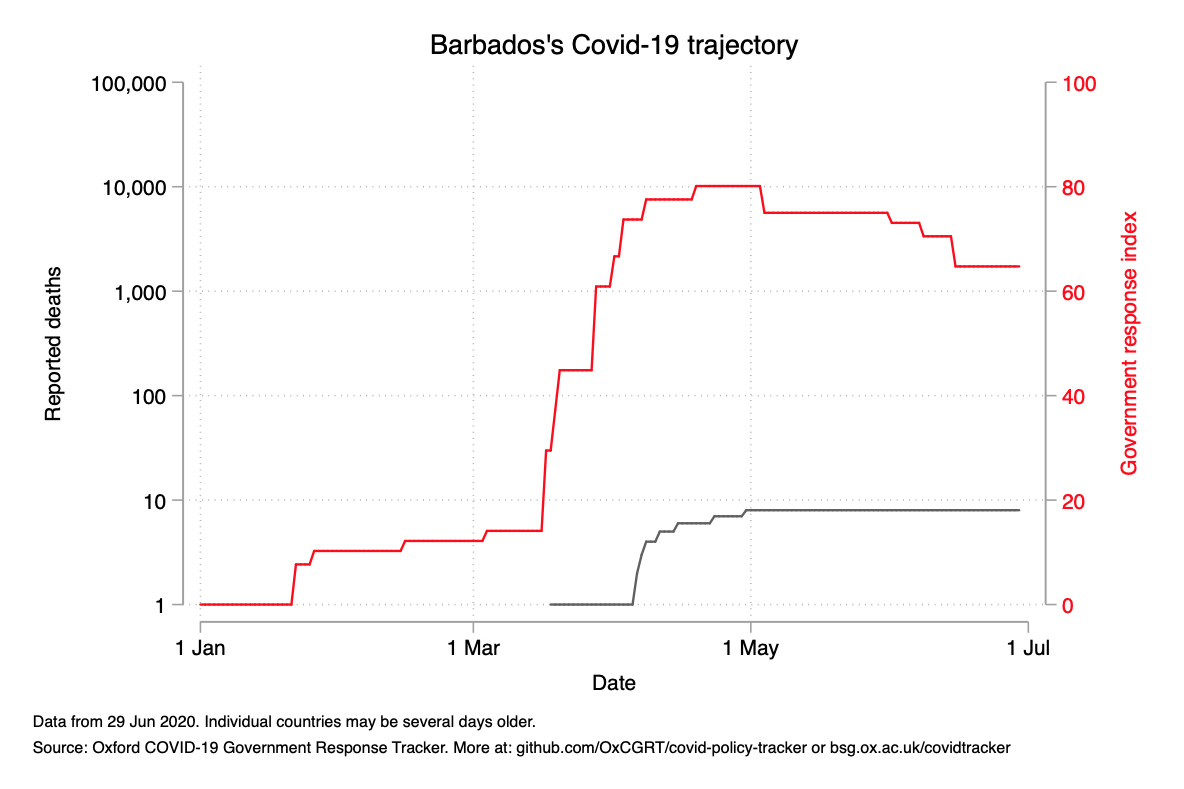 Barbados's Covid-19 trajectory
100,000
10,000
1,000
100
10
1
Reported deaths
100
80
60
40
20
0
Government response index
1 Jan
1 Mar
1 May
1 Jul
Date
Data from 29 Jun 2020. Individual countries may be several days older.
Source: Oxford COVID-19 Government Response Tracker. More at: github.com/OxCGRT/covid-policy-tracker or bsg.ox.ac.uk/covidtracker